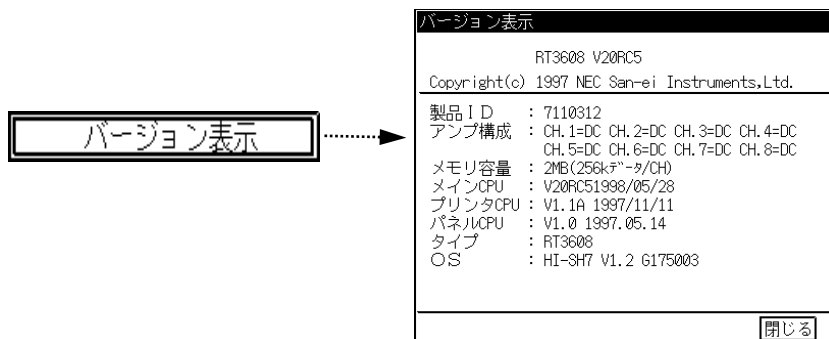 バージョン表示
バージョン表示
RT3608 V20RC5
Copyright(c) 1997 NEC San-ei Instruments,Ltd.
製品ＩＤ : 7110312
アンプ構成 : CH.1=DC CH.2=DC CH.3=DC CH.4=DC
CH.5=DC CH.6=DC CH.7=DC CH.8=DC
メモリ容量 : 2MB(256kﾃﾞｰﾀ/CH)
メインCPU : V20RC51998/05/28
プリンタCPU : V1.1A 1997/11/11
パネルCPU : V1.0 1997.05.14
タイプ : RT3608
ＯＳ : HI-SH7 V1.2 G175003
閉じる